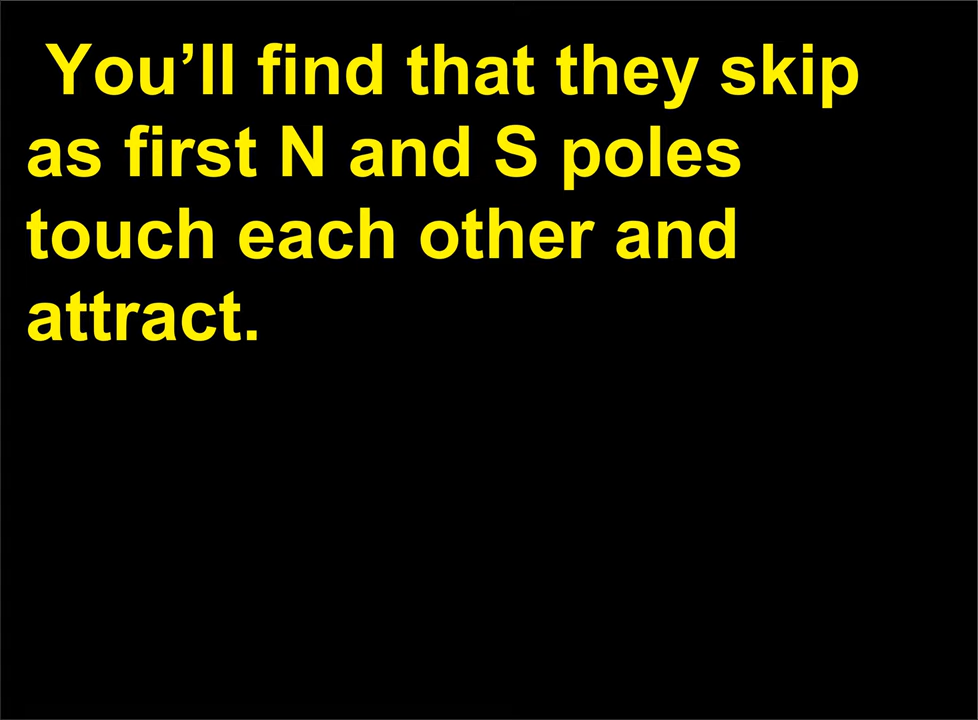 You’ll find that they skip
as first N and S poles
touch each other and
attract.